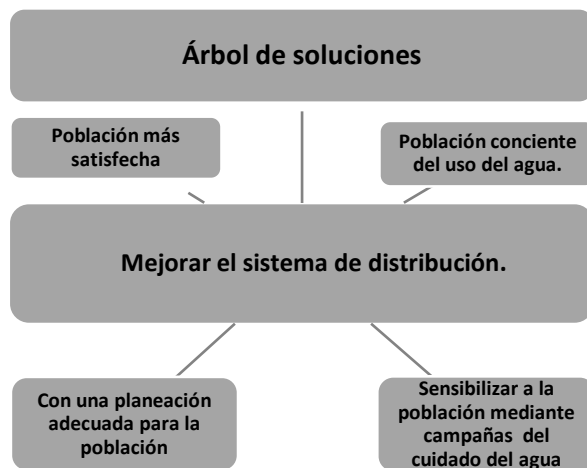 Árbol de soluciones
Población más
satisfecha
Población conciente
del uso del agua.
Mejorar el sistema de distribución.
Con una planeación
adecuada para la
población
Sensibilizar a la
población mediante
campañas del
cuidado del agua